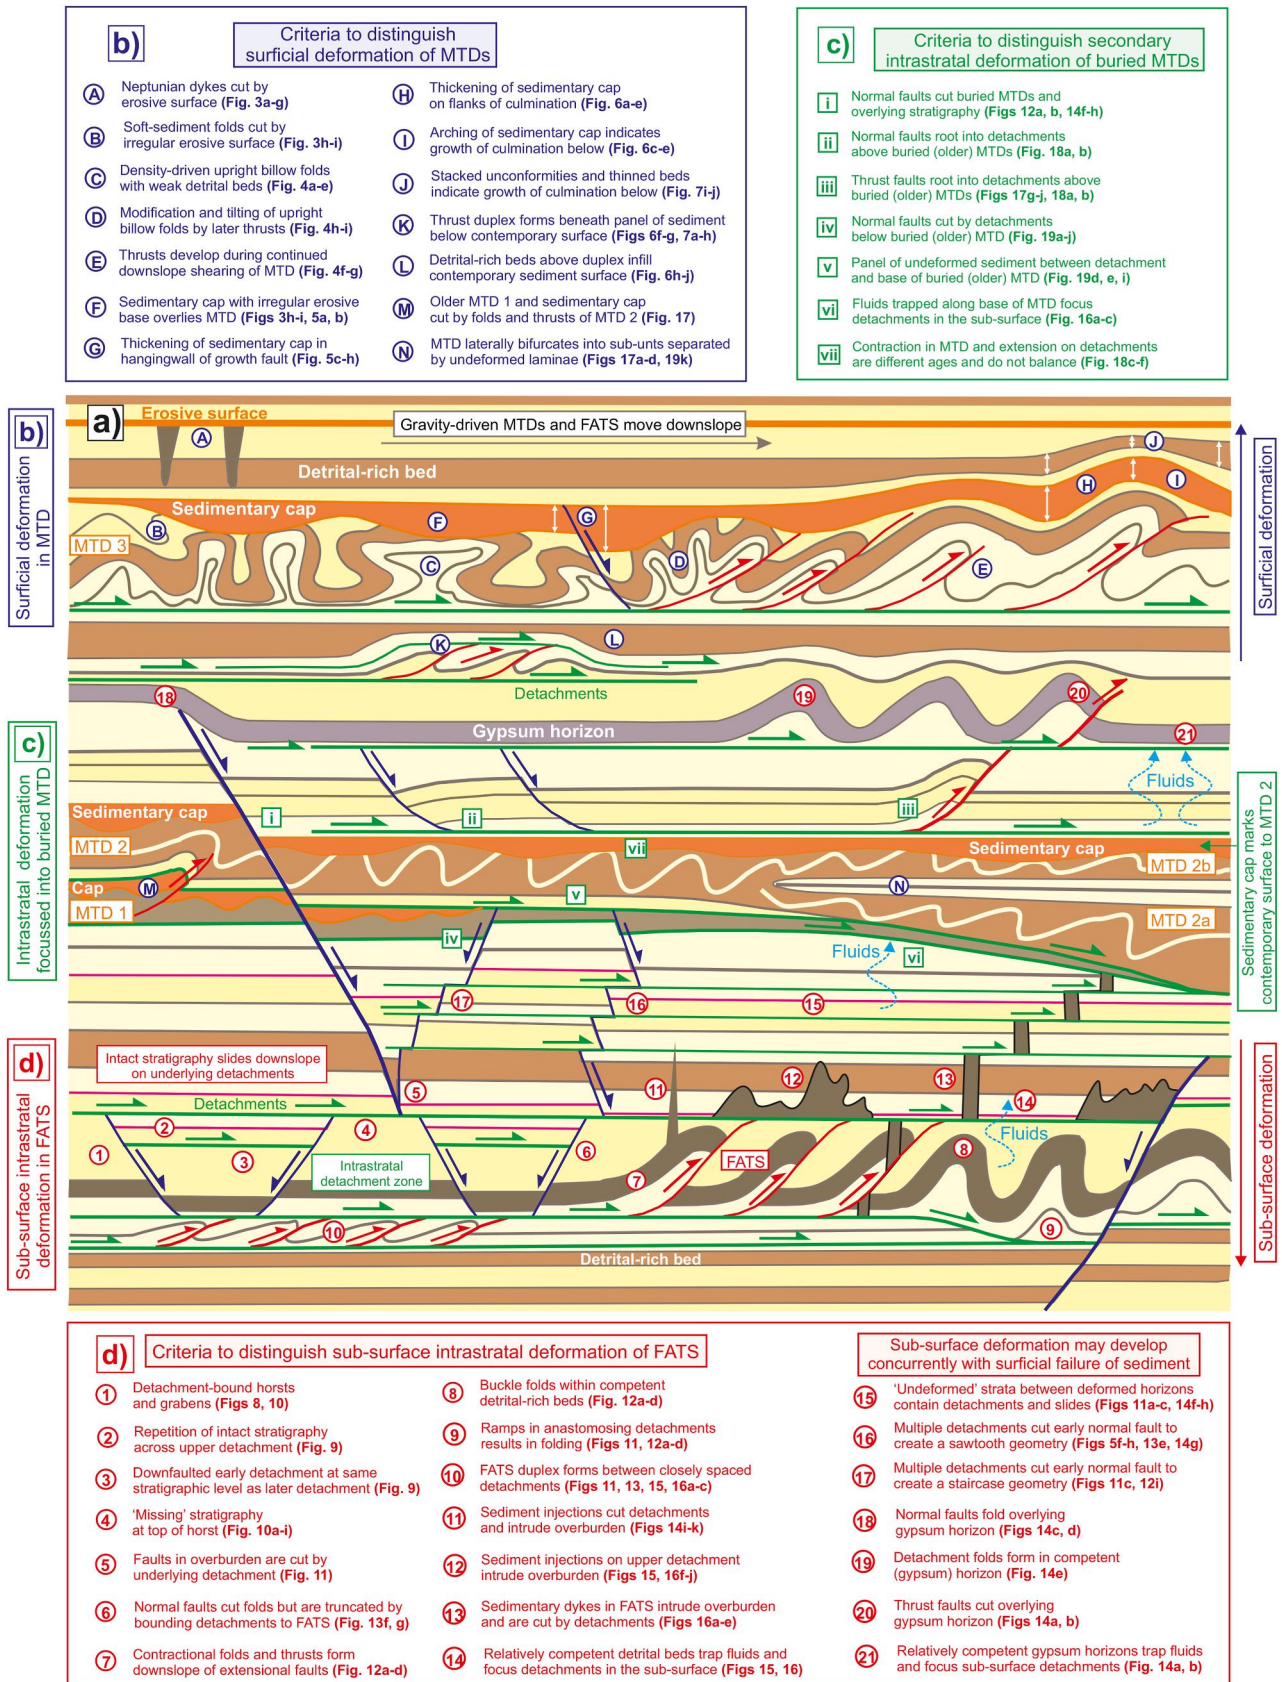 b)
Criteria to distinguish
surficial deformation of MTDs
A
Neptunian dykes cut by
erosive surface (Fig. 3a-g)
B
Soft-sediment folds cut by
irregular erosive surface (Fig. 3h-i)
C
Density-driven upright billow folds
with weak detrital beds (Fig. 4a-e)
D
Modification and tilting of upright
billow folds by later thrusts (Fig. 4h-i)
E
Thrusts develop during continued
downslope shearing of MTD (Fig. 4f-g)
F
Sedimentary cap with irregular erosive
base overlies MTD (Figs 3h-i, 5a, b)
G
Thickening of sedimentary cap in
hangingwall of growth fault (Fig. 5c-h)
H
Thickening of sedimentary cap
on flanks of culmination (Fig. 6a-e)
I
Arching of sedimentary cap indicates
growth of culmination below (Fig. 6c-e)
J
Stacked unconformities and thinned beds
indicate growth of culmination below (Fig. 7i-j)
K
Thrust duplex forms beneath panel of sediment
below contemporary surface (Figs 6f-g, 7a-h)
L
Detrital-rich beds above duplex infill
contemporary sediment surface (Fig. 6h-j)
M
Older MTD 1 and sedimentary cap
cut by folds and thrusts of MTD 2 (Fig. 17)
N
MTD laterally bifurcates into sub-unts separated
by undeformed laminae (Figs 17a-d, 19k)
c)
Criteria to distinguish secondary
intrastratal deformation of buried MTDs
i
Normal faults cut buried MTDs and
overlying stratigraphy (Figs 12a, b, 14f-h)
ii
Normal faults root into detachments
above buried (older) MTDs (Fig. 18a, b)
iii
Thrust faults root into detachments above
buried (older) MTDs (Figs 17g-j, 18a, b)
iv
Normal faults cut by detachments
below buried (older) MTD (Fig. 19a-j)
v
Panel of undeformed sediment between detachment
and base of buried (older) MTD (Fig. 19d, e, i)
vi
Fluids trapped along base of MTD focus
detachments in the sub-surface (Fig. 16a-c)
vii
Contraction in MTD and extension on detachments
are different ages and do not balance (Fig. 18c-f)
b)
Surficial deformation
in MTD
a)
Erosive surface
A
Gravity-driven MTDs and FATS move downslope
J
Detrital-rich bed
H
I
Sedimentary cap
B
F
G
MTD 3
C
D
E
Surficial deformation
K
L
Detachments
18
19
20
Gypsum horizon
21
c)
Intrastratal deformation
focussed into buried MTD
Fluids
Sedimentary cap
i
ii
iii
MTD 2
vii
Sedimentary cap
MTD 2b
Cap
M
N
MTD 1
v
MTD 2a
iv
Fluids
vi
Sedimentary cap marks
contemporary surface to MTD 2
17
16
15
d)
Sub-surface intrastratal
deformation in FATS
Intact stratigraphy slides downslope
on underlying detachments
5
11
12
13
14
Detachments
Fluids
1
2
3
4
6
Intrastratal
detachment zone
7
FATS
8
9
10
Detrital-rich bed
Sub-surface deformation
d)
Criteria to distinguish sub-surface intrastratal deformation of FATS
1
Detachment-bound horsts
and grabens (Figs 8, 10)
2
Repetition of intact stratigraphy
across upper detachment (Fig. 9)
3
Downfaulted early detachment at same
stratigraphic level as later detachment (Fig. 9)
4
'Missing' stratigraphy
at top of horst (Fig. 10a-i)
5
Faults in overburden are cut by
underlying detachment (Fig. 11)
6
Normal faults cut folds but are truncated by
bounding detachments to FATS (Fig. 13f, g)
7
Contractional folds and thrusts form
downslope of extensional faults (Fig. 12a-d)
8
Buckle folds within competent
detrital-rich beds (Fig. 12a-d)
9
Ramps in anastomosing detachments
results in folding (Figs 11, 12a-d)
10
FATS duplex forms between closely spaced
detachments (Figs 11, 13, 15, 16a-c)
11
Sediment injections cut detachments
and intrude overburden (Figs 14i-k)
12
Sediment injections on upper detachment
intrude overburden (Figs 15, 16f-j)
13
Sedimentary dykes in FATS intrude overburden
and are cut by detachments (Figs 16a-e)
14
Relatively competent detrital beds trap fluids and
focus detachments in the sub-surface (Figs 15, 16)
Sub-surface deformation may develop
concurrently with surficial failure of sediment
15
'Undeformed' strata between deformed horizons
contain detachments and slides (Figs 11a-c, 14f-h)
16
Multiple detachments cut early normal fault to
create a sawtooth geometry (Figs 5f-h, 13e, 14g)
17
Multiple detachments cut early normal fault to
create a staircase geometry (Figs 11c, 12i)
18
Normal faults fold overlying
gypsum horizon (Figs 14c, d)
19
Detachment folds form in competent
(gypsum) horizon (Fig. 14e)
20
Thrust faults cut overlying
gypsum horizon (Figs 14a, b)
21
Relatively competent gypsum horizons trap fluids
and focus sub-surface detachments (Fig. 14a, b)